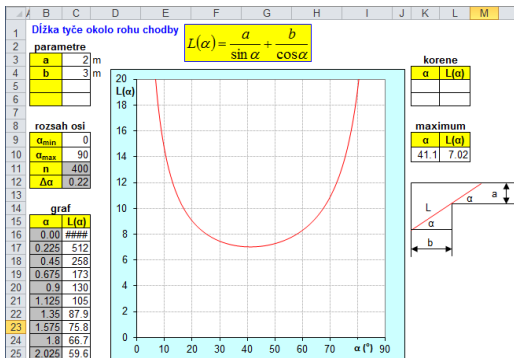 A B C D E F G H I J K L M
1 Dĺžka tyče okolo rohu chodby
L(α) = a / sin α + b / cos α
2 parametre
3 a 2 m korene
4 b 3 m α L(α)
5
6
7
8 rozsah osi maximum
9 αmin 0 α L(α)
10 αmax 90 41.1 7.02
11 n 400
12 Δα 0.22
13
14 graf
15 α L(α)
16 0.00 ####
17 0.225 512
18 0.45 258
19 0.675 173
20 0.9 130
21 1.125 105
22 1.35 87.9
23 1.575 75.8
24 1.8 66.7
25 2.025 59.6
20
L(α)
18
16
14
12
10
8
6
4
2
0
0 10 20 30 40 50 60 70 80 α (°) 90
L α a
α
b